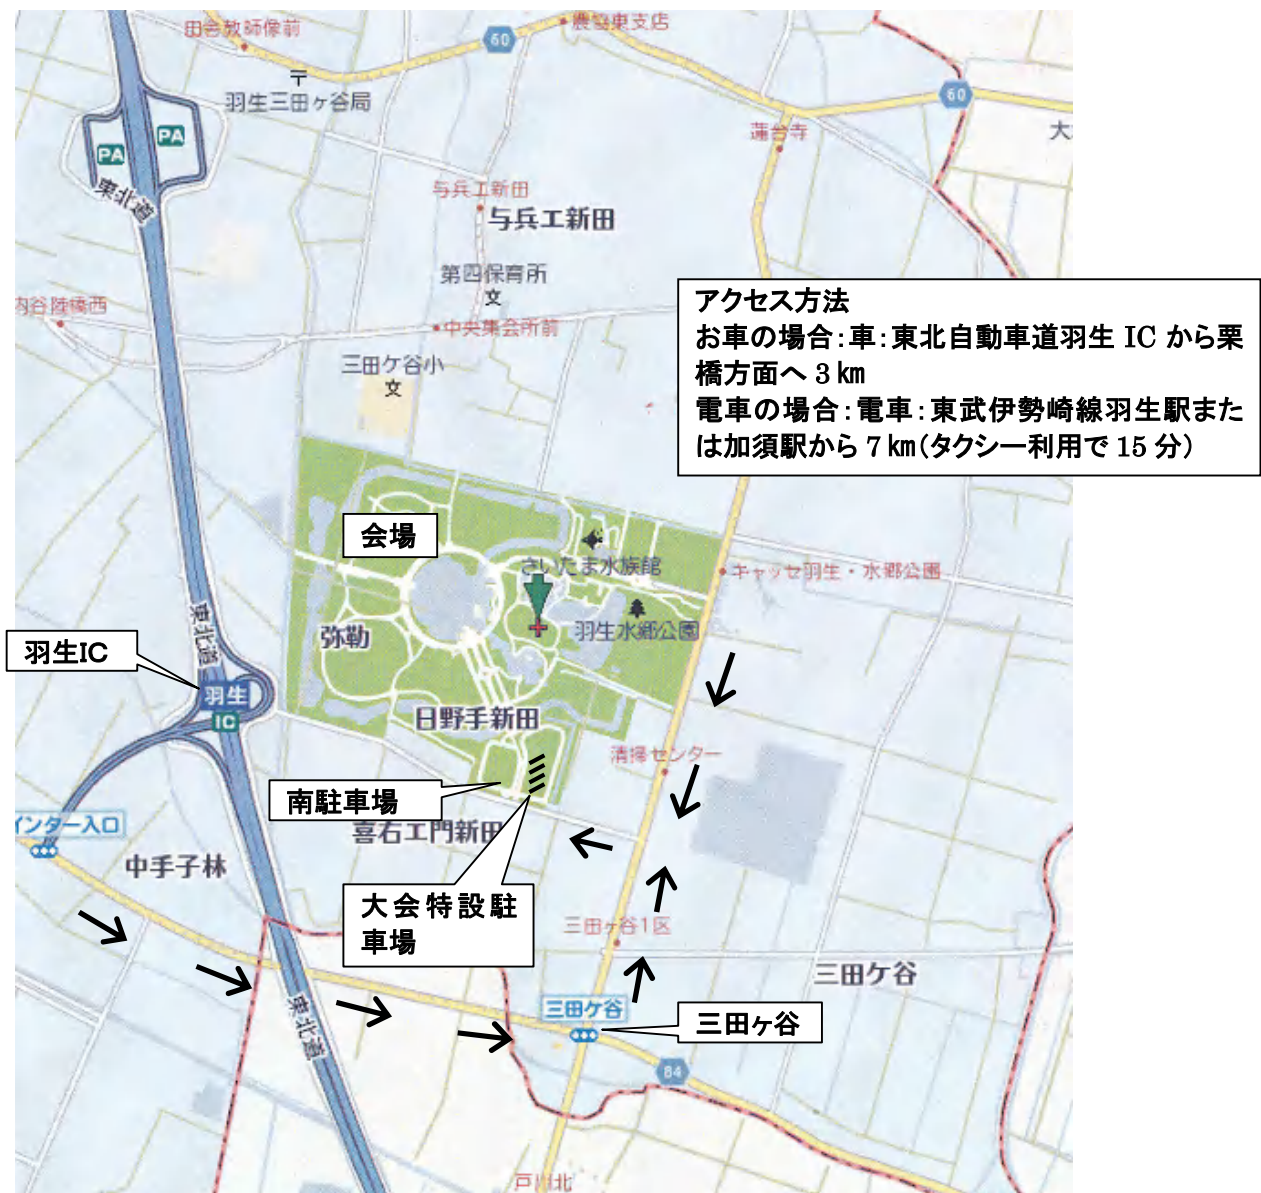 田舎教師像前
農協東支店
60
羽生三田ヶ谷局
60
PA
PA
蓮台寺
東北道
与兵エ新田
与兵エ新田
第四保育所
内谷陸橋西
中央集会所前
三田ケ谷小
アクセス方法
お車の場合:車:東北自動車道羽生 IC から栗
橋方面へ 3 ㎞
電車の場合:電車:東武伊勢崎線羽生駅また
は加須駅から 7 ㎞(タクシー利用で 15 分)
会場
さいたま水族館
キャッセ羽生・水郷公園
羽生水郷公園
弥勒
東北道
羽生IC
羽生
IC
日野手新田
清掃センター
南駐車場
インター入口
喜右エ門新田
中手子林
大会特設駐
車場
三田ヶ谷1区
三田ケ谷
三田ケ谷
三田ヶ谷
東北道
84
戸川北